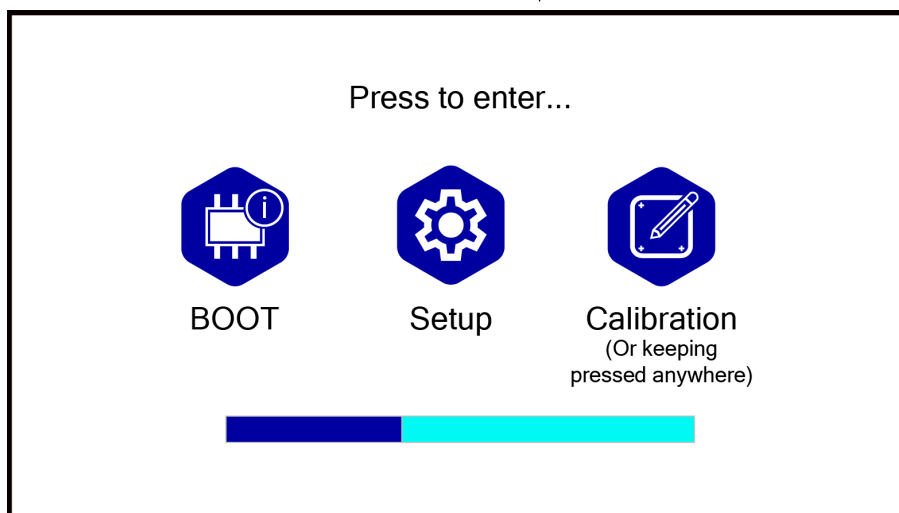 Press to enter...
i
BOOT
Setup
Calibration
(Or keeping
pressed anywhere)